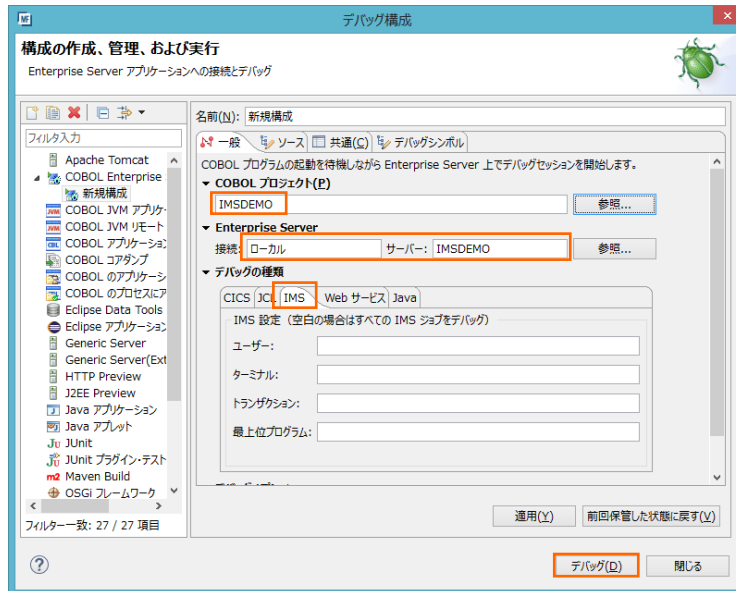 MF
デバッグ構成
構成の作成、管理、および実行
Enterprise Server アプリケーションへの接続とデバッグ
フィルタ入力
Apache Tomcat
COBOL Enterprise
新規構成
COBOL JVM アプリケ・
COBOL JVM リモート
COBOL アプリケーショ
COBOL コアダンプ
COBOL のアプリケーシ
COBOL のプロセスにア
Eclipse Data Tools
Eclipse アプリケーショ
Generic Server
Generic Server(Ext
HTTP Preview
J2EE Preview
Java アプリケーション
Java アプレット
JUnit
JUnit プラグイン・テスト
Maven Build
OSGi フレームワーク
フィルター一致: 27 / 27 項目
名前(N): 新規構成
一般 ソース 共通(C) デバッグシンボル
COBOL プログラムの起動を待機しながら Enterprise Server 上でデバッグセッションを開始します。
COBOL プロジェクト(P)
IMSDEMO 参照...
Enterprise Server
接続: ローカル サーバー: IMSDEMO 参照...
デバッグの種類
CICS JCL IMS Web サービス Java
IMS 設定（空白の場合はすべての IMS ジョブをデバッグ）
ユーザー:
ターミナル:
トランザクション:
最上位プログラム:
適用(Y) 前回保管した状態に戻す(V)
デバッグ(D) 閉じる